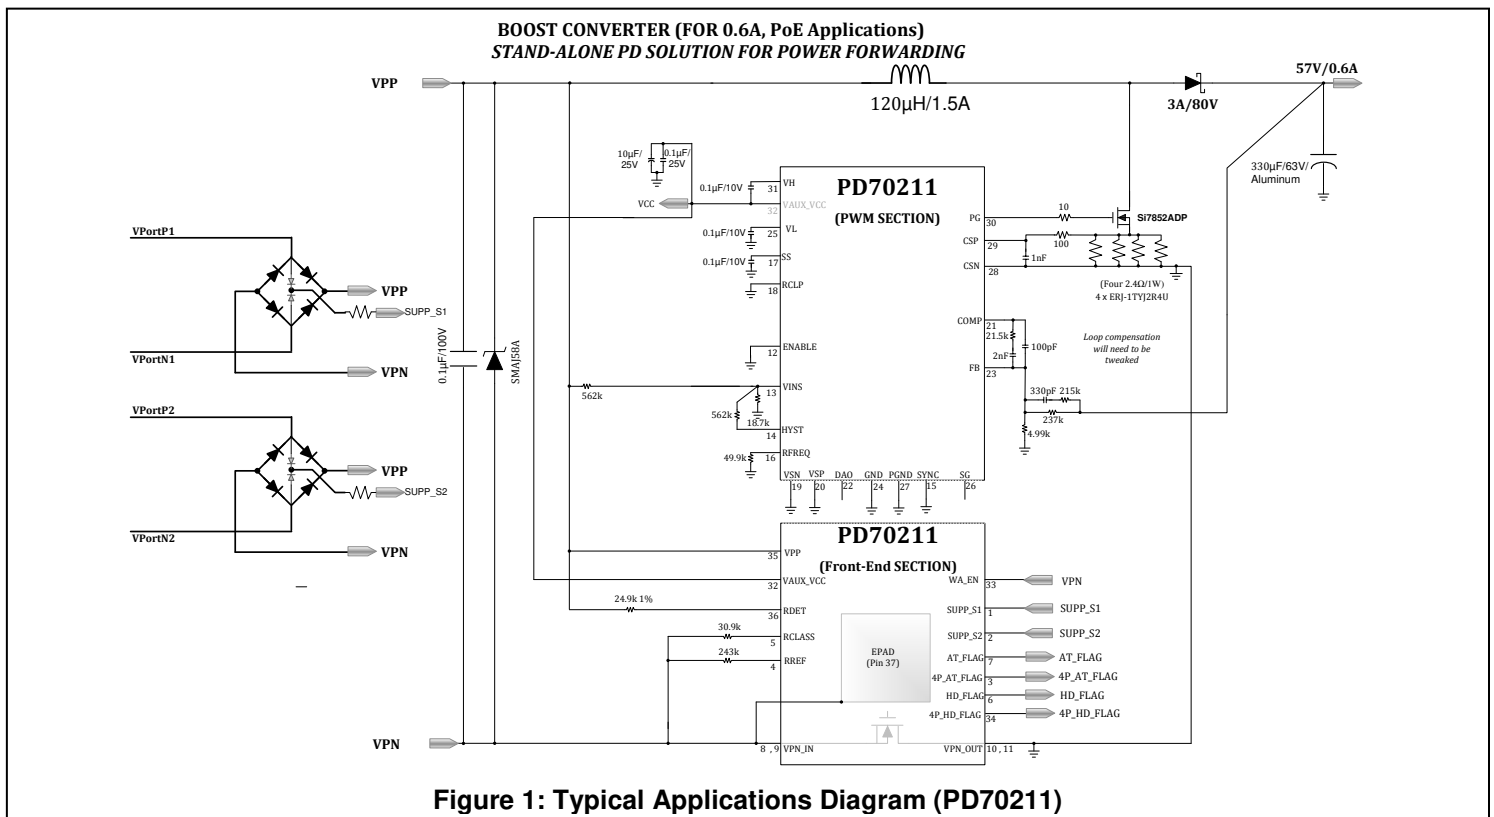 BOOST CONVERTER (FOR 0.6A, PoE Applications)
STAND-ALONE PD SOLUTION FOR POWER FORWARDING
VPP
57V/0.6A
120µH/1.5A
3A/80V
10µF/
25V
0.1µF/
25V
330µF/63V/
Aluminum
PD70211
(PWM SECTION)
0.1µF/10V
31
VH
VCC
32
VAUX_VCC
0.1µF/10V
25
VL
0.1µF/10V
17
SS
18
RCLP
12
ENABLE
562k
13
VINS
562k
18.7k
14
HYST
49.9k
16
RFREQ
PG
30
10
Si7852ADP
CSP
29
100
CSN
28
1nF
(Four 2.4Ω/1W)
4 x ERJ-1TYJ2R4U
COMP
21
21.5k
2nF
100pF
FB
23
Loop compensation
will need to be
tweaked
330pF
215k
237k
4.99k
VSN
19
VSP
20
DAO
22
GND
24
PGND
27
SYNC
15
SG
26
VPortP1
VPP
SUPP_S1
VPortN1
VPN
VPortP2
VPP
SUPP_S2
VPortN2
VPN
0.1µF/100V
SMAJ58A
PD70211
(Front-End SECTION)
35
VPP
32
VAUX_VCC
24.9k 1%
36
RDET
30.9k
5
RCLASS
243k
4
RREF
EPAD
(Pin 37)
WA_EN
33
VPN
SUPP_S1
1
SUPP_S1
SUPP_S2
2
SUPP_S2
AT_FLAG
7
AT_FLAG
4P_AT_FLAG
3
4P_AT_FLAG
HD_FLAG
6
HD_FLAG
4P_HD_FLAG
34
4P_HD_FLAG
VPN
8 ,9
VPN_IN
VPN_OUT
10 , 11
Figure 1: Typical Applications Diagram (PD70211)